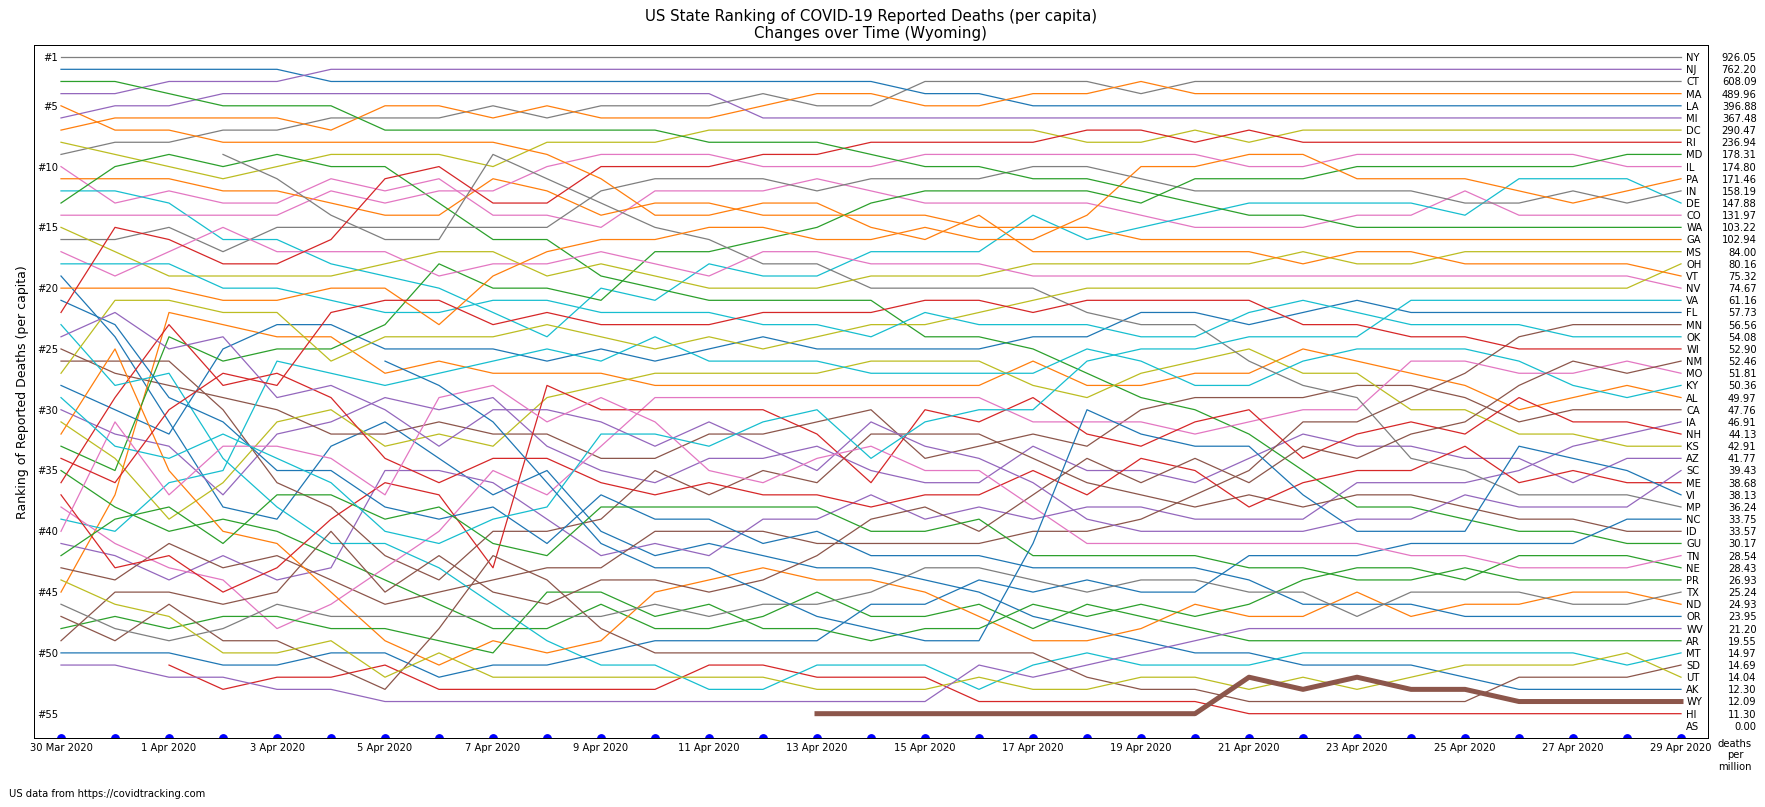 US State Ranking of COVID-19 Reported Deaths (per capita)
Changes over Time (Wyoming)
Ranking of Reported Deaths (per capita)
#1
#5
#10
#15
#20
#25
#30
#35
#40
#45
#50
#55
NY 926.05
NJ 762.20
CT 608.09
MA 489.96
LA 396.88
MI 367.48
DC 290.47
RI 236.94
MD 178.31
IL 174.80
PA 171.46
IN 158.19
DE 147.88
CO 131.97
WA 103.22
GA 102.94
MS 84.00
OH 80.16
VT 75.32
NV 74.67
VA 61.16
FL 57.73
MN 56.56
OK 54.08
WI 52.90
NM 52.46
MO 51.81
KY 50.36
AL 49.97
CA 47.76
IA 46.91
NH 44.13
KS 42.91
AZ 41.77
SC 39.43
ME 38.68
VI 38.13
MP 36.24
NC 33.75
ID 33.57
GU 30.17
TN 28.54
NE 28.43
PR 26.93
TX 25.24
ND 24.93
OR 23.95
WV 21.20
AR 19.55
MT 14.97
SD 14.69
UT 14.04
AK 12.30
WY 12.09
HI 11.30
AS 0.00
30 Mar 2020 1 Apr 2020 3 Apr 2020 5 Apr 2020 7 Apr 2020 9 Apr 2020 11 Apr 2020 13 Apr 2020 15 Apr 2020 17 Apr 2020 19 Apr 2020 21 Apr 2020 23 Apr 2020 25 Apr 2020 27 Apr 2020 29 Apr 2020
deaths
per
million
US data from https://covidtracking.com